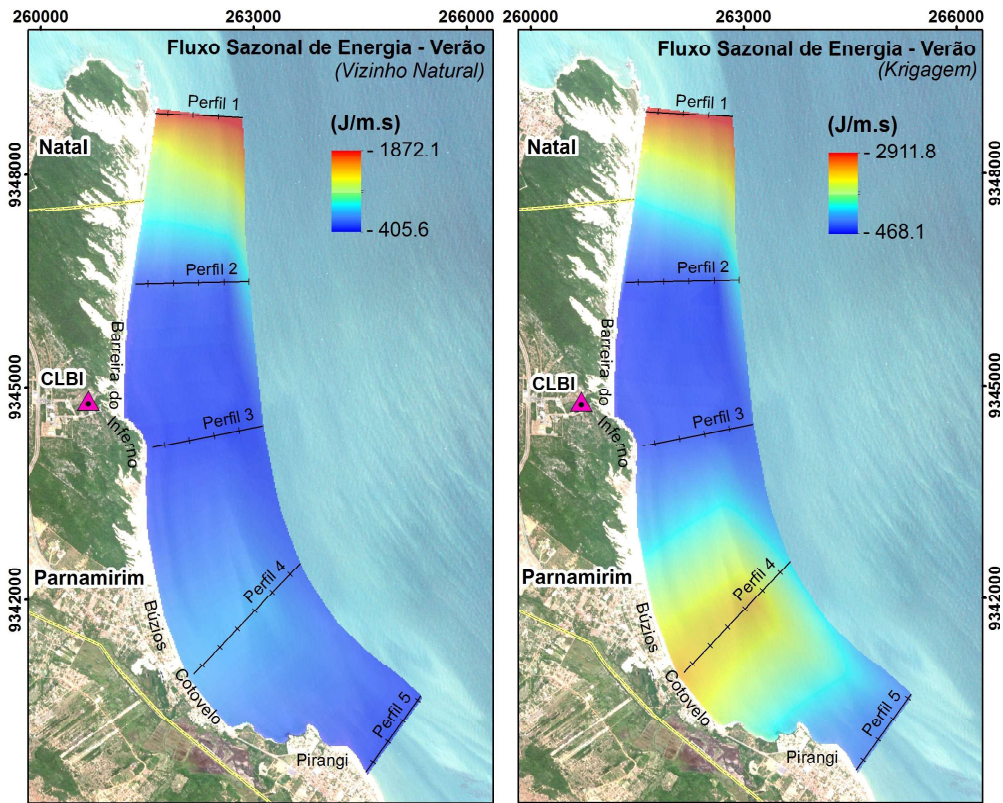 260000
263000
266000
260000
263000
266000
Fluxo Sazonal de Energia - Verão
(Vizinho Natural)
Perfil 1
(J/m.s)
- 1872.1
- 405.6
Natal
Perfil 2
Barreira do
Inferno
CLBI
Perfil 3
Parnamirim
Perfil 4
Búzios
Cotovelo
Perfil 5
Pirangi
9348000
9345000
9342000
Fluxo Sazonal de Energia - Verão
(Krigagem)
Perfil 1
(J/m.s)
- 2911.8
- 468.1
Natal
Perfil 2
Barreira do
Inferno
CLBI
Perfil 3
Parnamirim
Perfil 4
Búzios
Cotovelo
Perfil 5
Pirangi
9348000
9345000
9342000